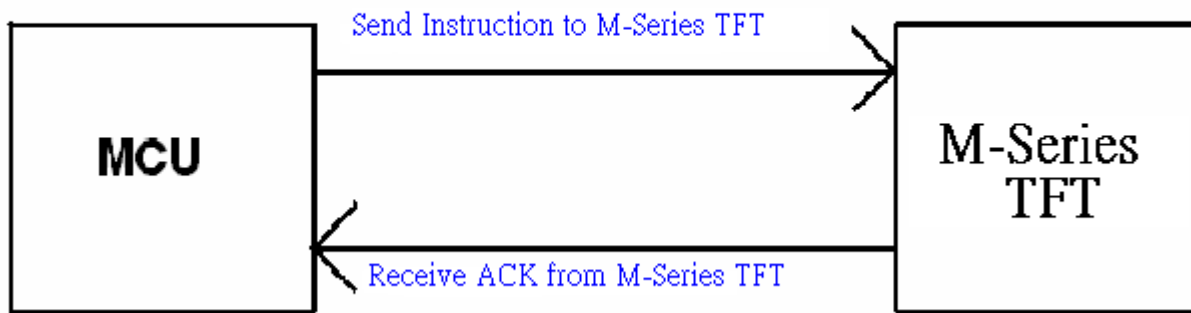 Send Instruction to M-Series TFT
MCU
M-Series
TFT
Receive ACK from M-Series TFT